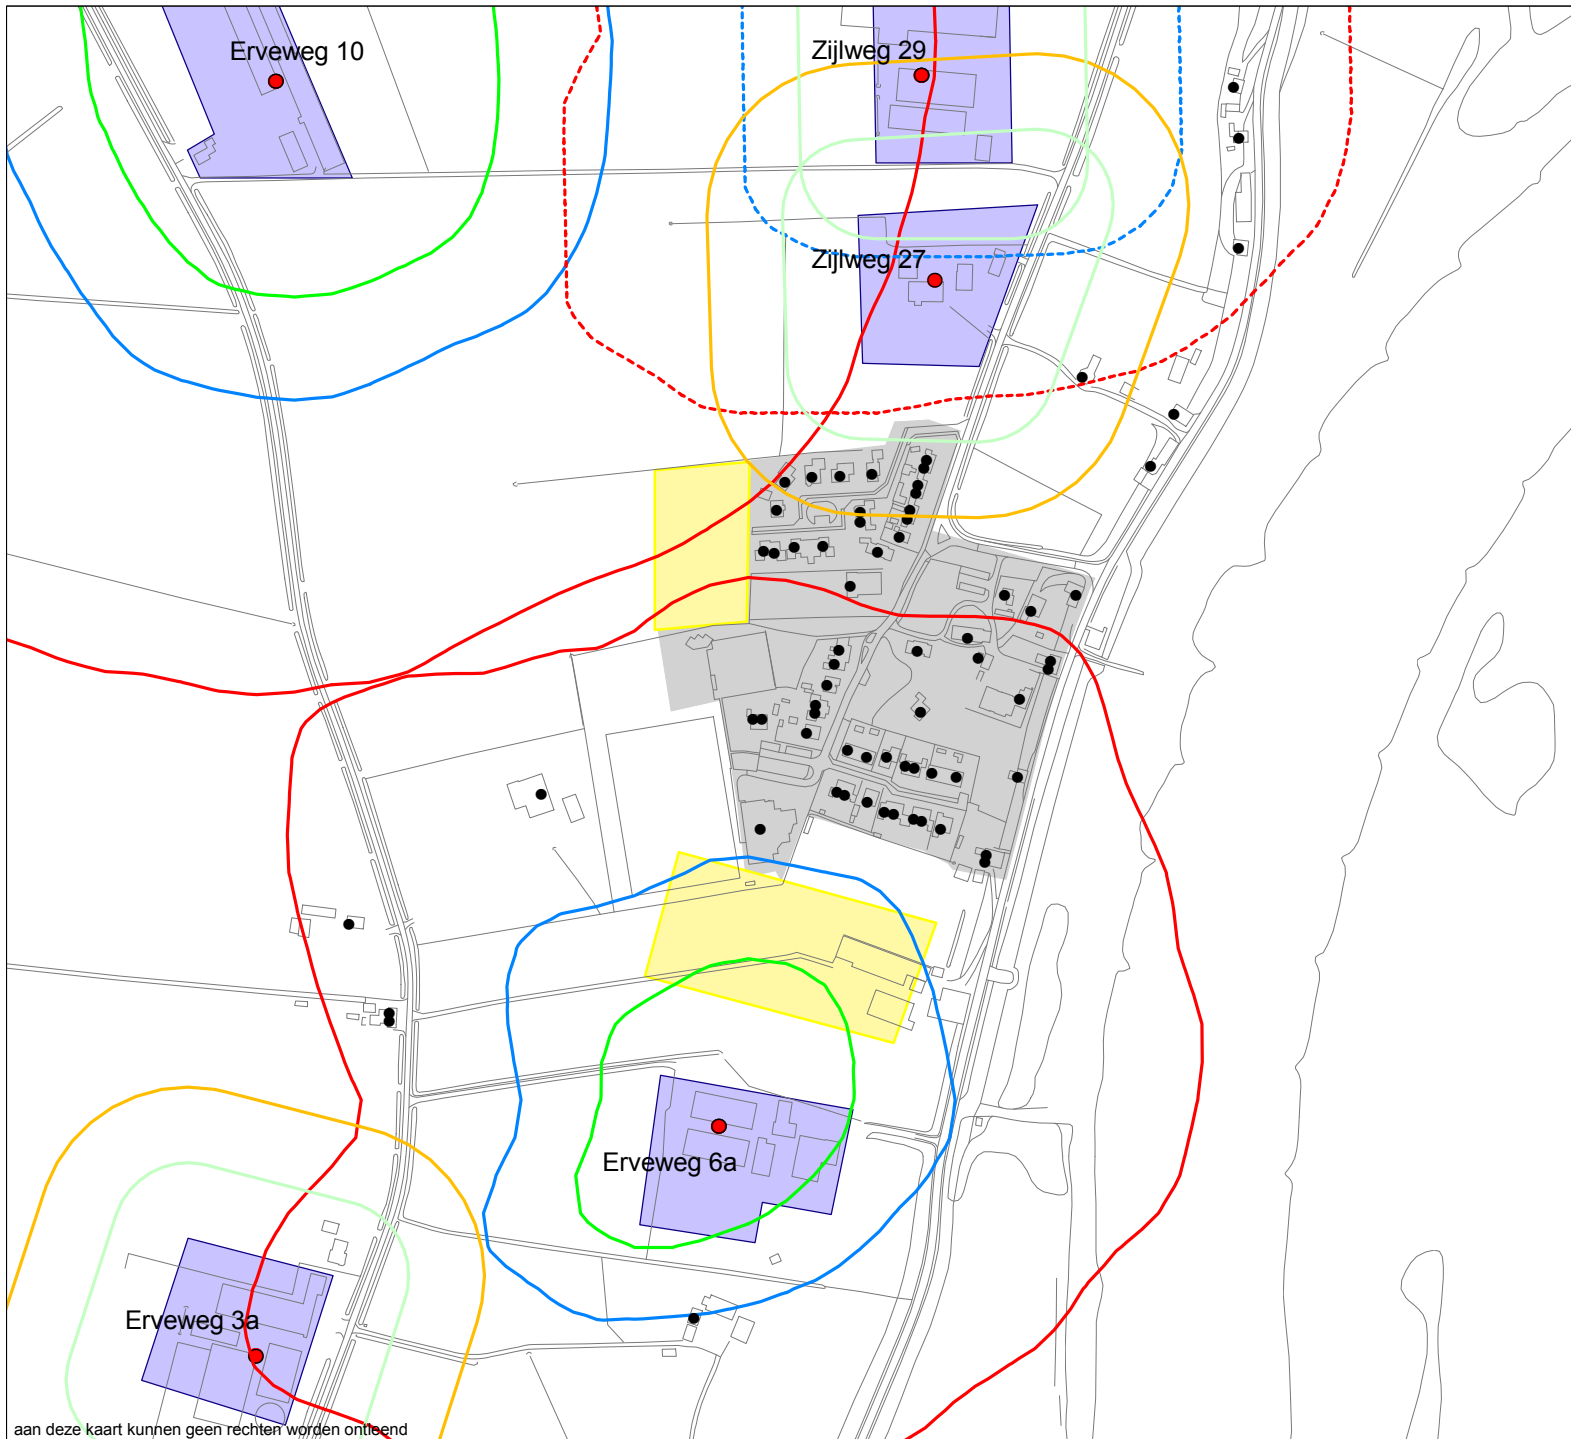 Erveweg 10
Zijlweg 29
Zijlweg 27
Erveweg 6a
Erveweg 3a
aan deze kaart kunnen geen rechten worden ontleend